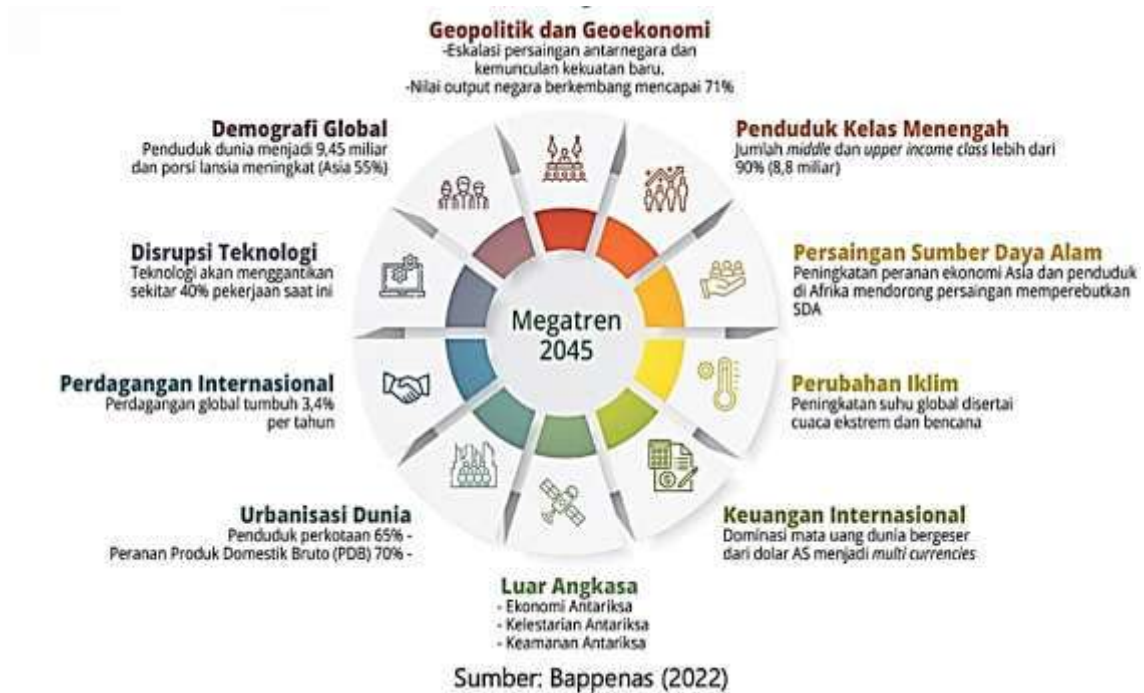 Geopolitik dan Geoekonomi
-Eskalasi persaingan antarnegara dan
kemunculan kekuatan baru.
-Nilai output negara berkembang mencapai 71%
Demografi Global
Penduduk dunia menjadi 9,45 miliar
dan porsi lansia meningkat (Asia 55%)
Penduduk Kelas Menengah
Jumlah middle dan upper income class lebih dari
90% (8,8 miliar)
Disrupsi Teknologi
Teknologi akan menggantikan
sekitar 40% pekerjaan saat ini
Persaingan Sumber Daya Alam
Peningkatan peranan ekonomi Asia dan penduduk
di Afrika mendorong persaingan memperebutkan
SDA
Megatren
2045
Perdagangan Internasional
Perdagangan global tumbuh 3,4%
per tahun
Perubahan Iklim
Peningkatan suhu global disertai
cuaca ekstrem dan bencana
Urbanisasi Dunia
Penduduk perkotaan 65% -
Peranan Produk Domestik Bruto (PDB) 70% -
Keuangan Internasional
Dominasi mata uang dunia bergeser
dari dolar AS menjadi multi currencies
Luar Angkasa
- Ekonomi Antariksa
- Kelestarian Antariksa
- Keamanan Antariksa
Sumber: Bappenas (2022)